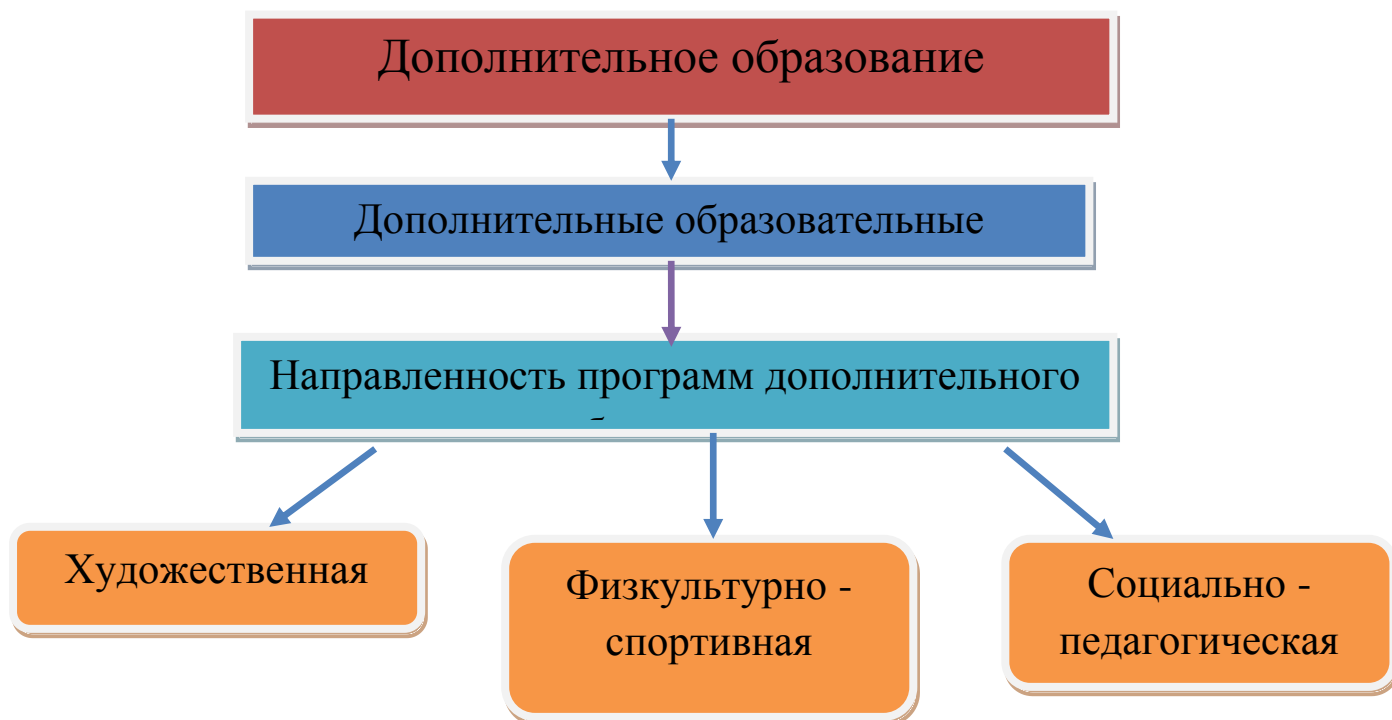 Дополнительное образование
Дополнительные образовательные
Направленность программ дополнительного
Художественная
Физкультурно -
спортивная
Социально -
педагогическая